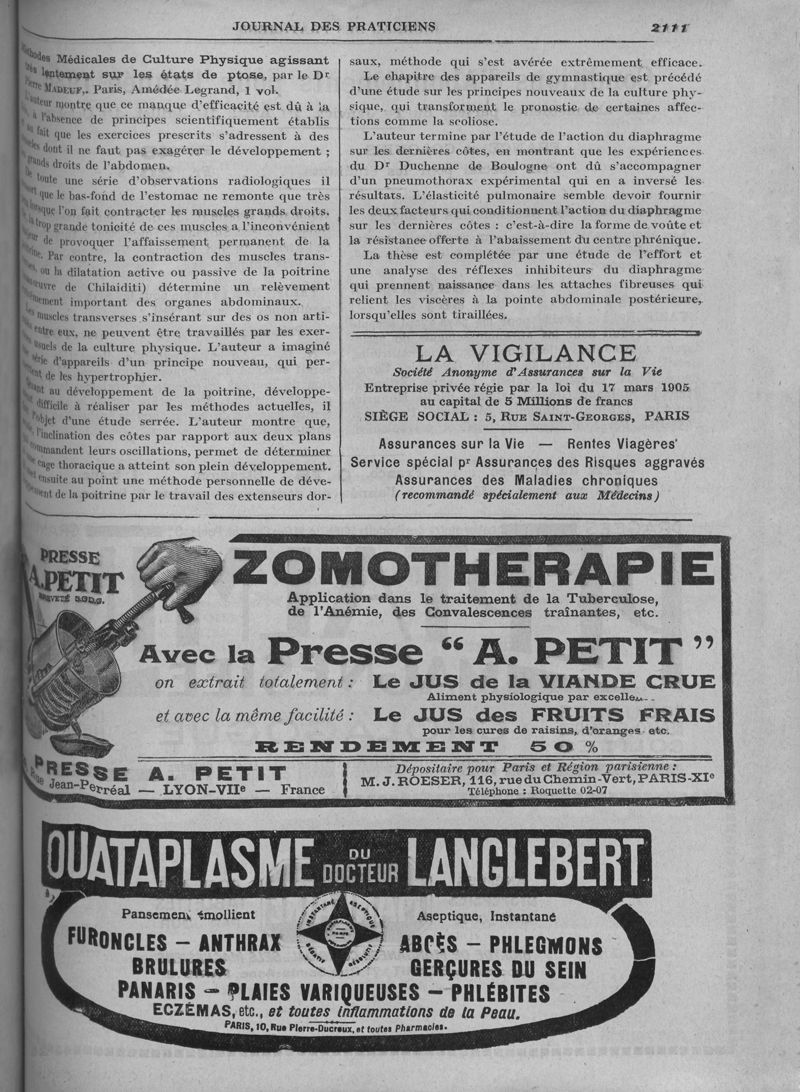 JOURNAL DES PRATICIENS
2111
Méthodes Médicales de Culture Physique agissant
très lentement sur les états de ptose, par le Dr
Pierre MADEUF,. Paris, Amédée Legrand, 1 vol.
L'auteur montre que ce manque d'efficacité est dû à la
à l'absence de principes scientifiquement établis
fait que les exercices prescrits s'adressent à des
muscles dont il ne faut pas exagérer le développement ;
grands droits de l'abdomen.
toute une série d'observations radiologiques il
que le bas-fond de l'estomac ne remonte que très
lorsque l'on fait contracter les muscles grands droits.
trop grande tonicité de ces muscles a l'inconvénient
de provoquer l'affaissement permanent de la
Par contre, la contraction des muscles trans-
ou la dilatation active ou passive de la poitrine
de Chilaiditi) détermine un relèvement
important des organes abdominaux.
muscles transverses s'insérant sur des os non arti-
entre eux, ne peuvent être travaillés par les exer-
usuels de la culture physique. L'auteur a imaginé
série d'appareils d'un principe nouveau, qui per-
de les hypertrophier.
au développement de la poitrine, développe-
difficile à réaliser par les méthodes actuelles, il
l'objet d'une étude serrée. L'auteur montre que,
l'inclination des côtes par rapport aux deux plans
commandent leurs oscillations, permet de déterminer
cage thoracique a atteint son plein développement.
ensuite au point une méthode personnelle de déve-
de la poitrine par le travail des extenseurs dor-
saux, méthode qui s'est avérée extrêmement efficace.
Le chapitre des appareils de gymnastique est précédé
d'une étude sur les principes nouveaux de la culture phy-
sique, qui transforment le pronostic de certaines affec-
tions comme la scoliose.
L'auteur termine par l'étude de l'action du diaphragme
sur les dernières côtes, en montrant que les expériences
du Dr Duchenne de Boulogne ont dû s'accompagner
d'un pneumothorax expérimental qui en a inversé les
résultats. L'élasticité pulmonaire semble devoir fournir
les deux facteurs qui conditionnent l'action du diaphragme
sur les dernières côtes : c'est-à-dire la forme de voûte et
la résistance offerte à l'abaissement du centre phrénique.
La thèse est complétée par une étude de l'effort et
une analyse des réflexes inhibiteurs du diaphragme
qui prennent naissance dans les attaches fibreuses qui
relient les viscères à la pointe abdominale postérieure,
lorsqu'elles sont tiraillées.
LA VIGILANCE
Société Anonyme d'Assurances sur la Vie
Entreprise privée régie par la loi du 17 mars 1905
au capital de 5 Millions de francs
SIÈGE SOCIAL : 5, RUE SAINT-GEORGES, PARIS
Assurances sur la Vie — Rentes Viagères
Service spécial pr Assurances des Risques aggravés
Assurances des Maladies chroniques
(recommandé spécialement aux Médecins)
PRESSE
A. PETIT
BREVETÉ S.G.D.G.
ZOMOTHERAPIE
Application dans le traitement de la Tuberculose,
de l'Anémie, des Convalescences traînantes, etc.
Avec la Presse "A. PETIT"
on extrait totalement : Le JUS de la VIANDE CRUE
Aliment physiologique par excellen
et avec la même facilité : Le JUS des FRUITS FRAIS
pour les cures de raisins, d'oranges etc.
RENDEMENT 50 %
PRESSE A. PETIT
Rue Jean-Perréal — LYON-VIIe — France
Dépositaire pour Paris et Région parisienne :
M. J. ROESER, 116, rue du Chemin-Vert, PARIS-XIe
Téléphone : Roquette 02-07
OUATAPLASME DU DOCTEUR LANGLEBERT
Pansement émollient
Aseptique, Instantané
FURONCLES – ANTHRAX
BRULURES
ABCÈS – PHLEGMONS
GERÇURES DU SEIN
PANARIS – PLAIES VARIQUEUSES – PHLÉBITES
ECZÉMAS, etc., et toutes inflammations de la Peau.
PARIS, 10, Rue Pierre-Ducreux, et toutes Pharmacies.